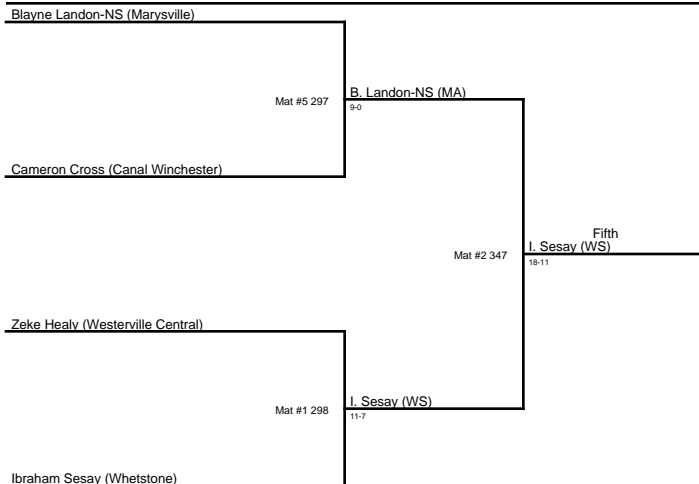 Blayne Landon-NS (Marysville)
Mat #5 297
B. Landon-NS (MA)
9-0
Cameron Cross (Canal Winchester)
Mat #2 347
Fifth
I. Sesay (WS)
18-11
Zeke Healy (Westerville Central)
Mat #1 298
I. Sesay (WS)
11-7
Ibraham Sesay (Whetstone)